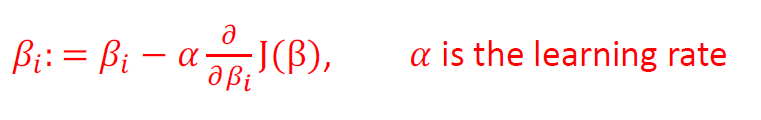 βᵢ: = βᵢ − α ∂/∂βᵢ J(β), α is the learning rate